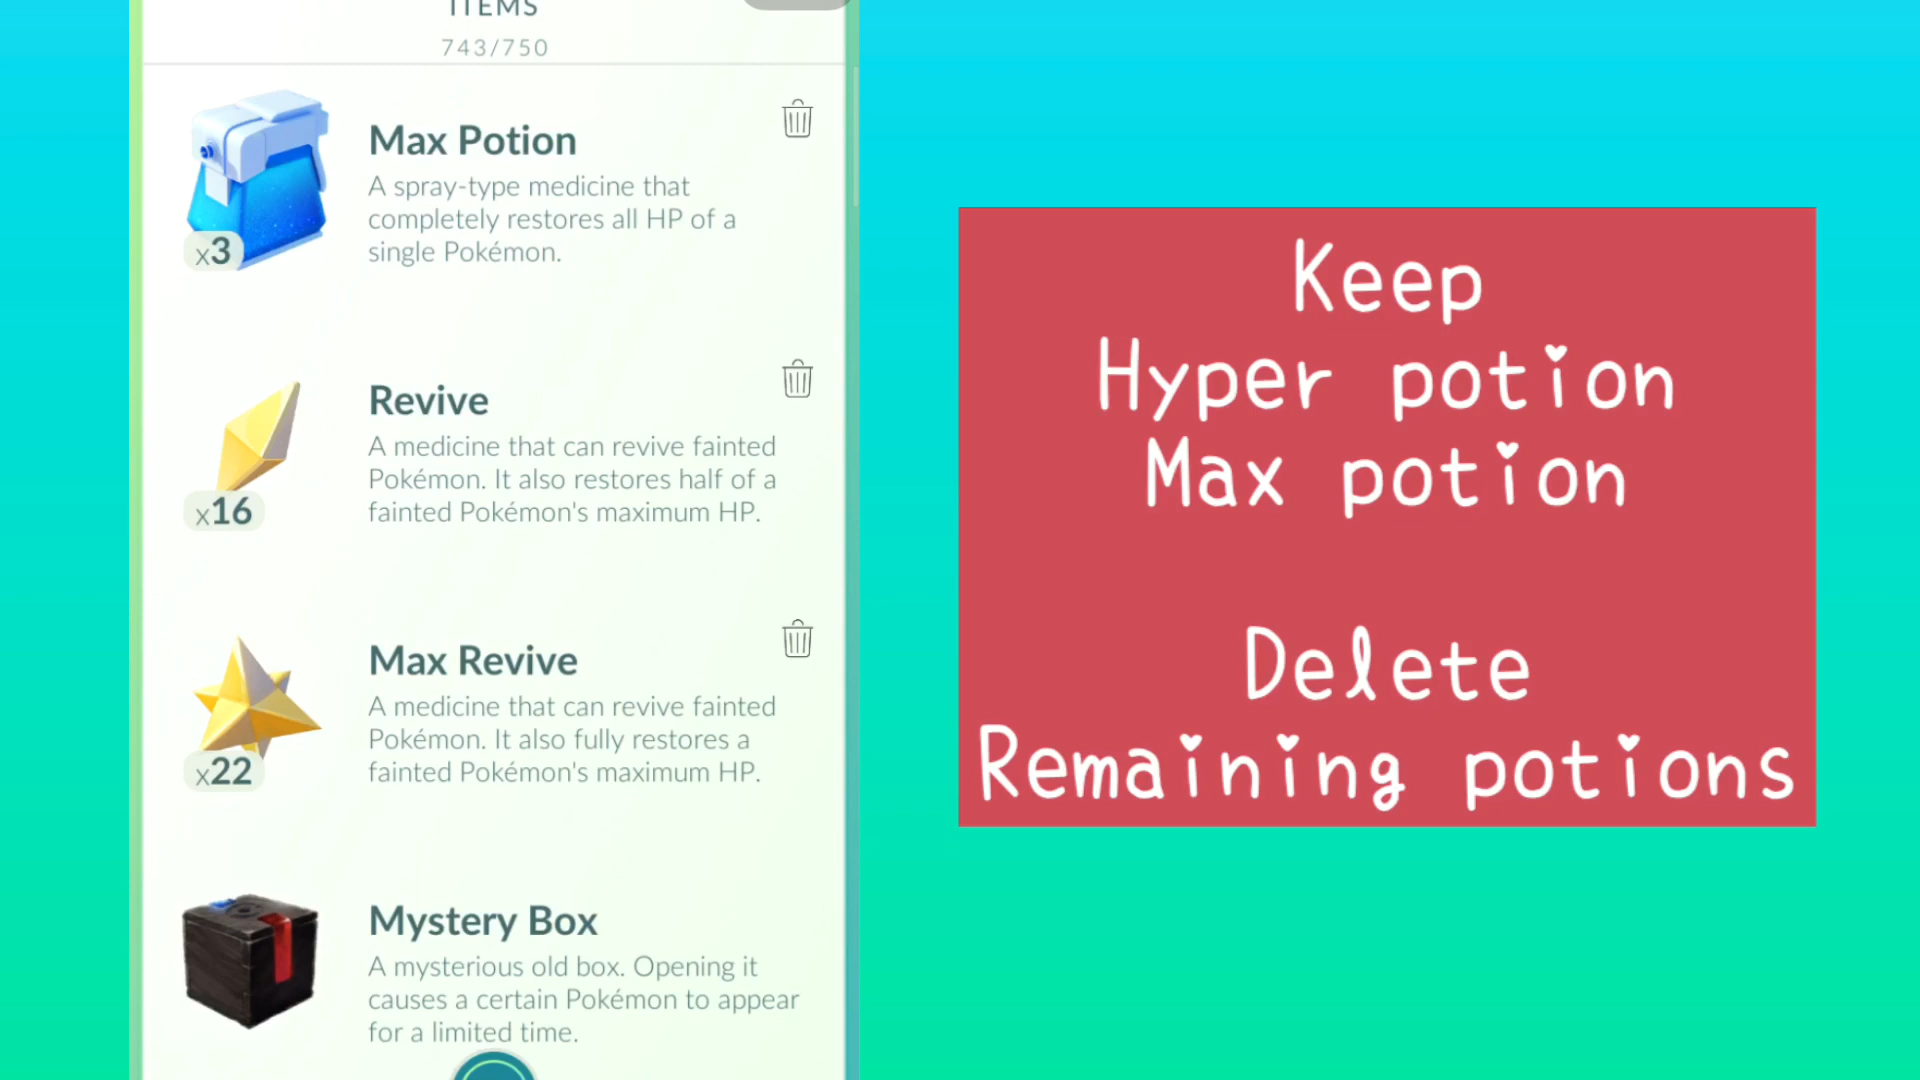 ITEMS
743/750
Max Potion
A spray-type medicine that
completely restores all HP of a
single Pokémon.
x3
Revive
A medicine that can revive fainted
Pokémon. It also restores half of a
fainted Pokémon's maximum HP.
x16
Max Revive
A medicine that can revive fainted
Pokémon. It also fully restores a
fainted Pokémon's maximum HP.
x22
Mystery Box
A mysterious old box. Opening it
causes a certain Pokémon to appear
for a limited time.
Keep
Hyper potion
Max potion
Delete
Remaining potions